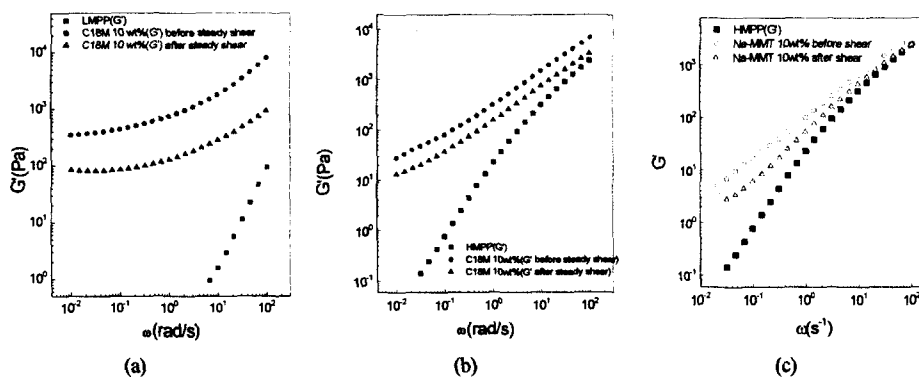 LMPP(G')
C18M 10 wt%(G') before steady shear
C18M 10 wt%(G') after steady shear
10⁴
10³
10²
10¹
10⁰
G'(Pa)
10⁻² 10⁻¹ 10⁰ 10¹ 10²
ω(rad/s)
(a)
10⁴
10³
10²
10¹
10⁰
10⁻¹
G'(Pa)
HMPP(G')
C18M 10wt%(G' before steady shear)
C18M 10wt%(G' after steady shear)
10⁻² 10⁻¹ 10⁰ 10¹ 10²
ω(rad/s)
(b)
HMPP(G')
Na-MMT 10wt% before shear
Na-MMT 10wt% after shear
10³
10²
10¹
10⁰
10⁻¹
G'
10⁻² 10⁻¹ 10⁰ 10¹ 10²
ω(s⁻¹)
(c)